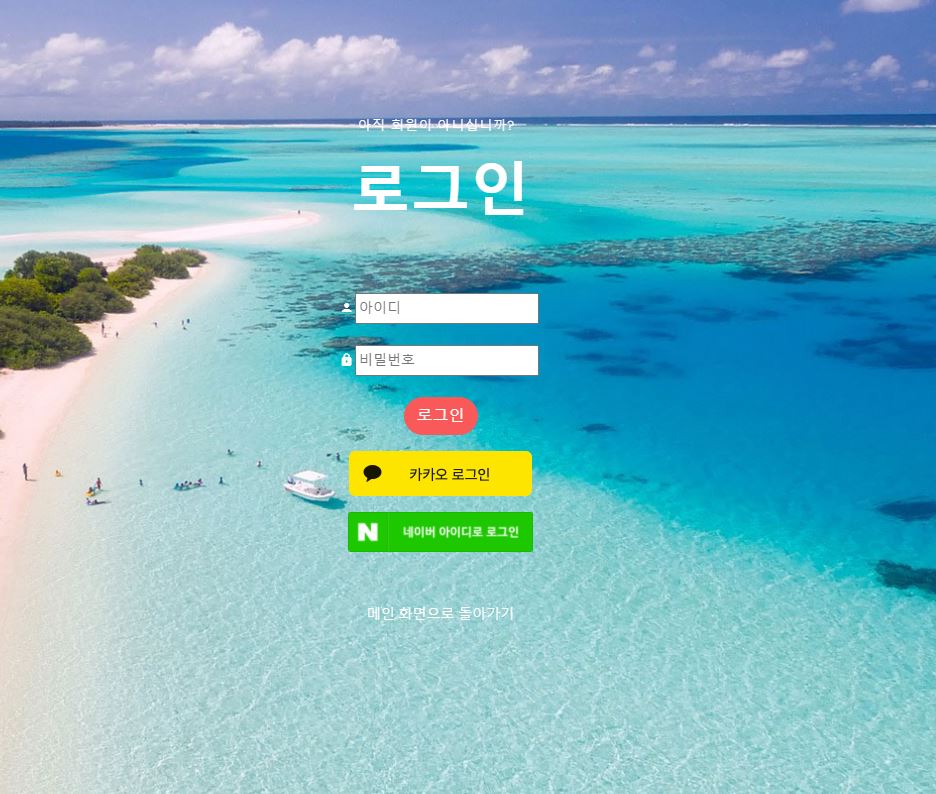 아직 회원이 아니십니까?
로그인
아이디
비밀번호
로그인
카카오 로그인
N 네이버 아이디로 로그인
메인 화면으로 돌아가기